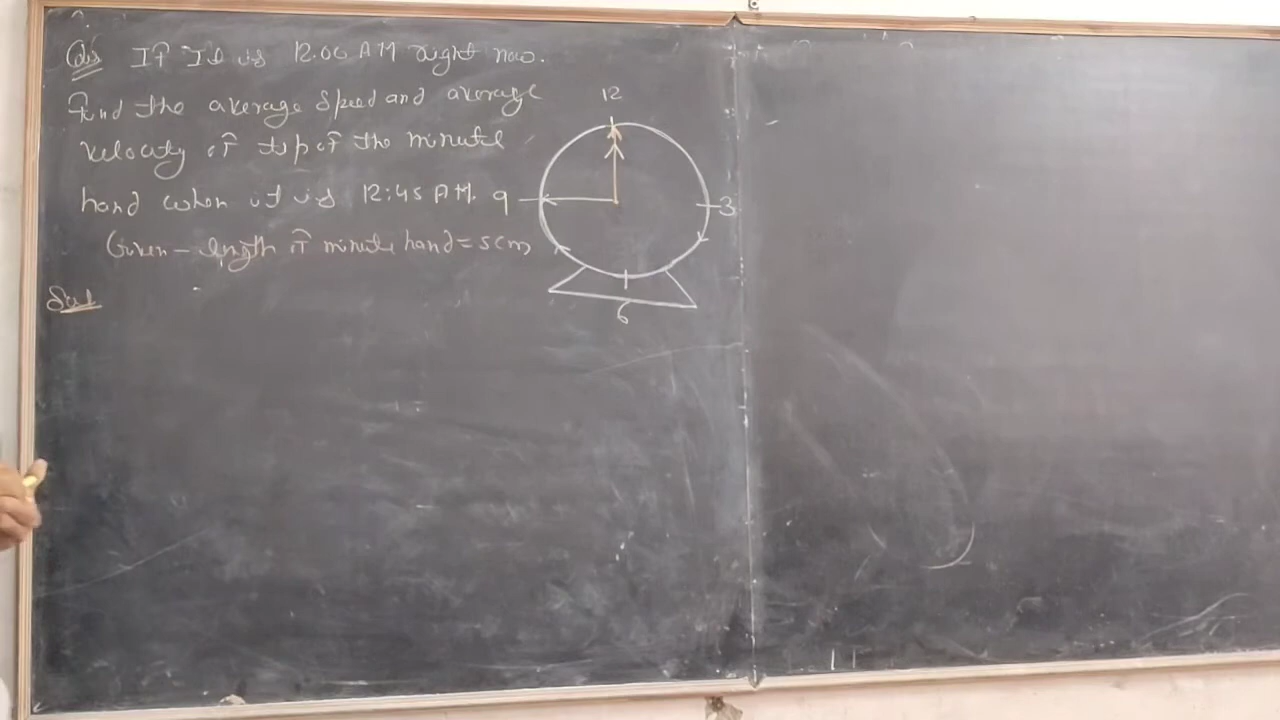 Ques If It is 12.00 AM right now.
Find the average speed and average
velocity of tip of the minute
hand when it is 12:45 AM.
Given - length of minute hand = 5cm
Sol
12
9
3
6